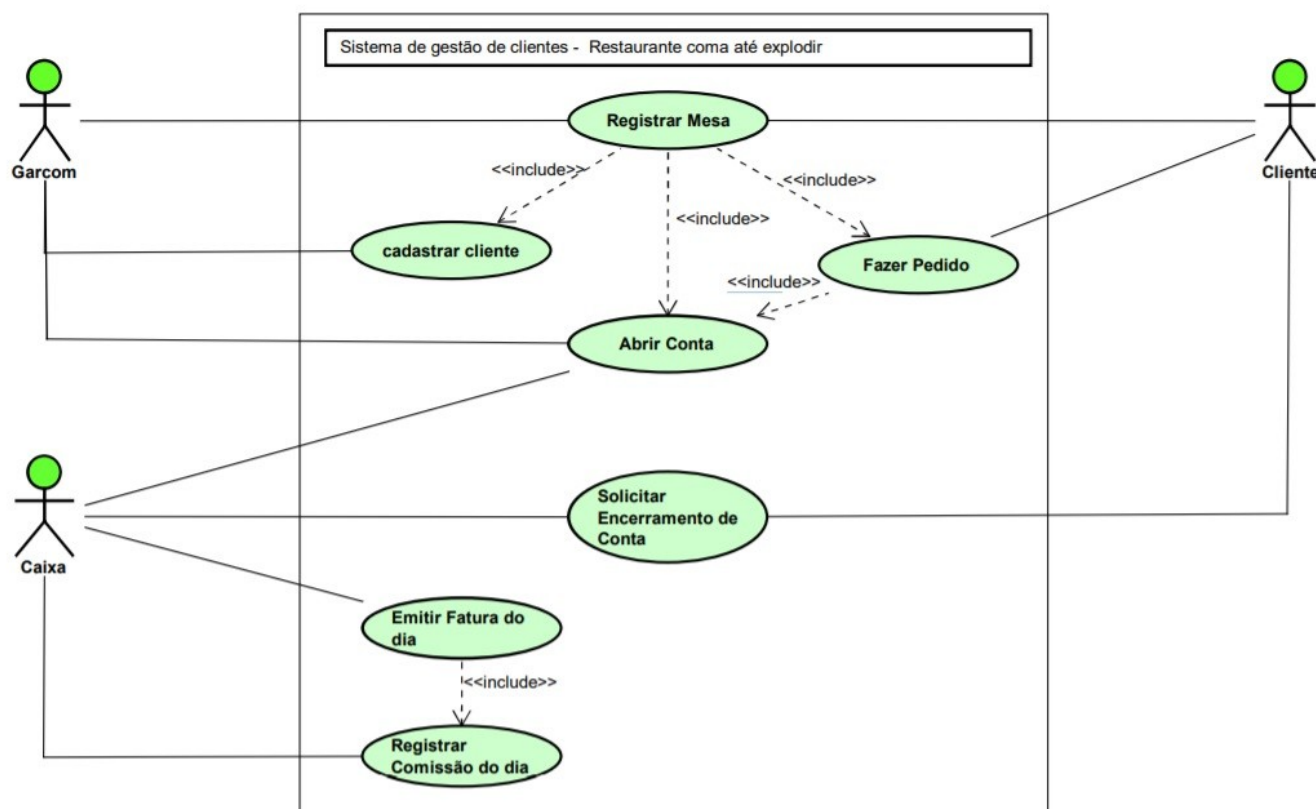 Sistema de gestão de clientes - Restaurante coma até explodir
Registrar Mesa
Garcom
Cliente
<<include>>
<<include>>
<<include>>
cadastrar cliente
Fazer Pedido
<<include>>
Abrir Conta
Solicitar
Encerramento de
Conta
Caixa
Emitir Fatura do
dia
<<include>>
Registrar
Comissão do dia